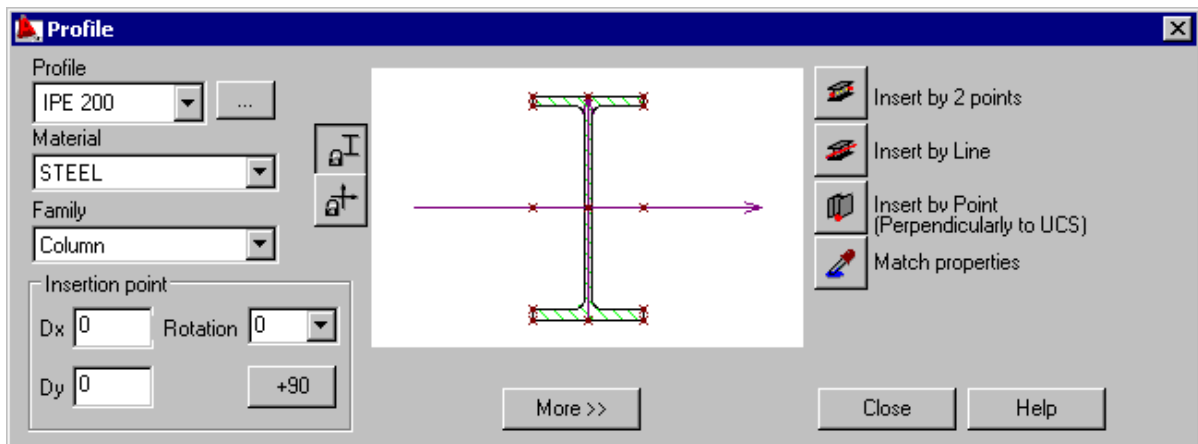 Profile
Profile
IPE 200
...
Material
STEEL
Family
Column
Insertion point
Dx 0 Rotation 0
Dy 0 +90
Insert by 2 points
Insert by Line
Insert by Point
(Perpendicularly to UCS)
Match properties
More >>
Close
Help